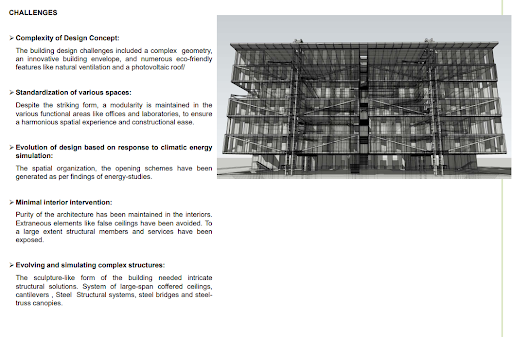 CHALLENGES
➢ Complexity of Design Concept:
The building design challenges included a complex geometry,
an innovative building envelope, and numerous eco-friendly
features like natural ventilation and a photovoltaic roof/
➢ Standardization of various spaces:
Despite the striking form, a modularity is maintained in the
various functional areas like offices and laboratories, to ensure
a harmonious spatial experience and constructional ease.
➢ Evolution of design based on response to climatic energy
simulation:
The spatial organization, the opening schemes have been
generated as per findings of energy-studies.
➢ Minimal interior intervention:
Purity of the architecture has been maintained in the interiors.
Extraneous elements like false ceilings have been avoided. To
a large extent structural members and services have been
exposed.
➢ Evolving and simulating complex structures:
The sculpture-like form of the building needed intricate
structural solutions. System of large-span coffered ceilings,
cantilevers , Steel Structural systems, steel bridges and steel-
truss canopies.